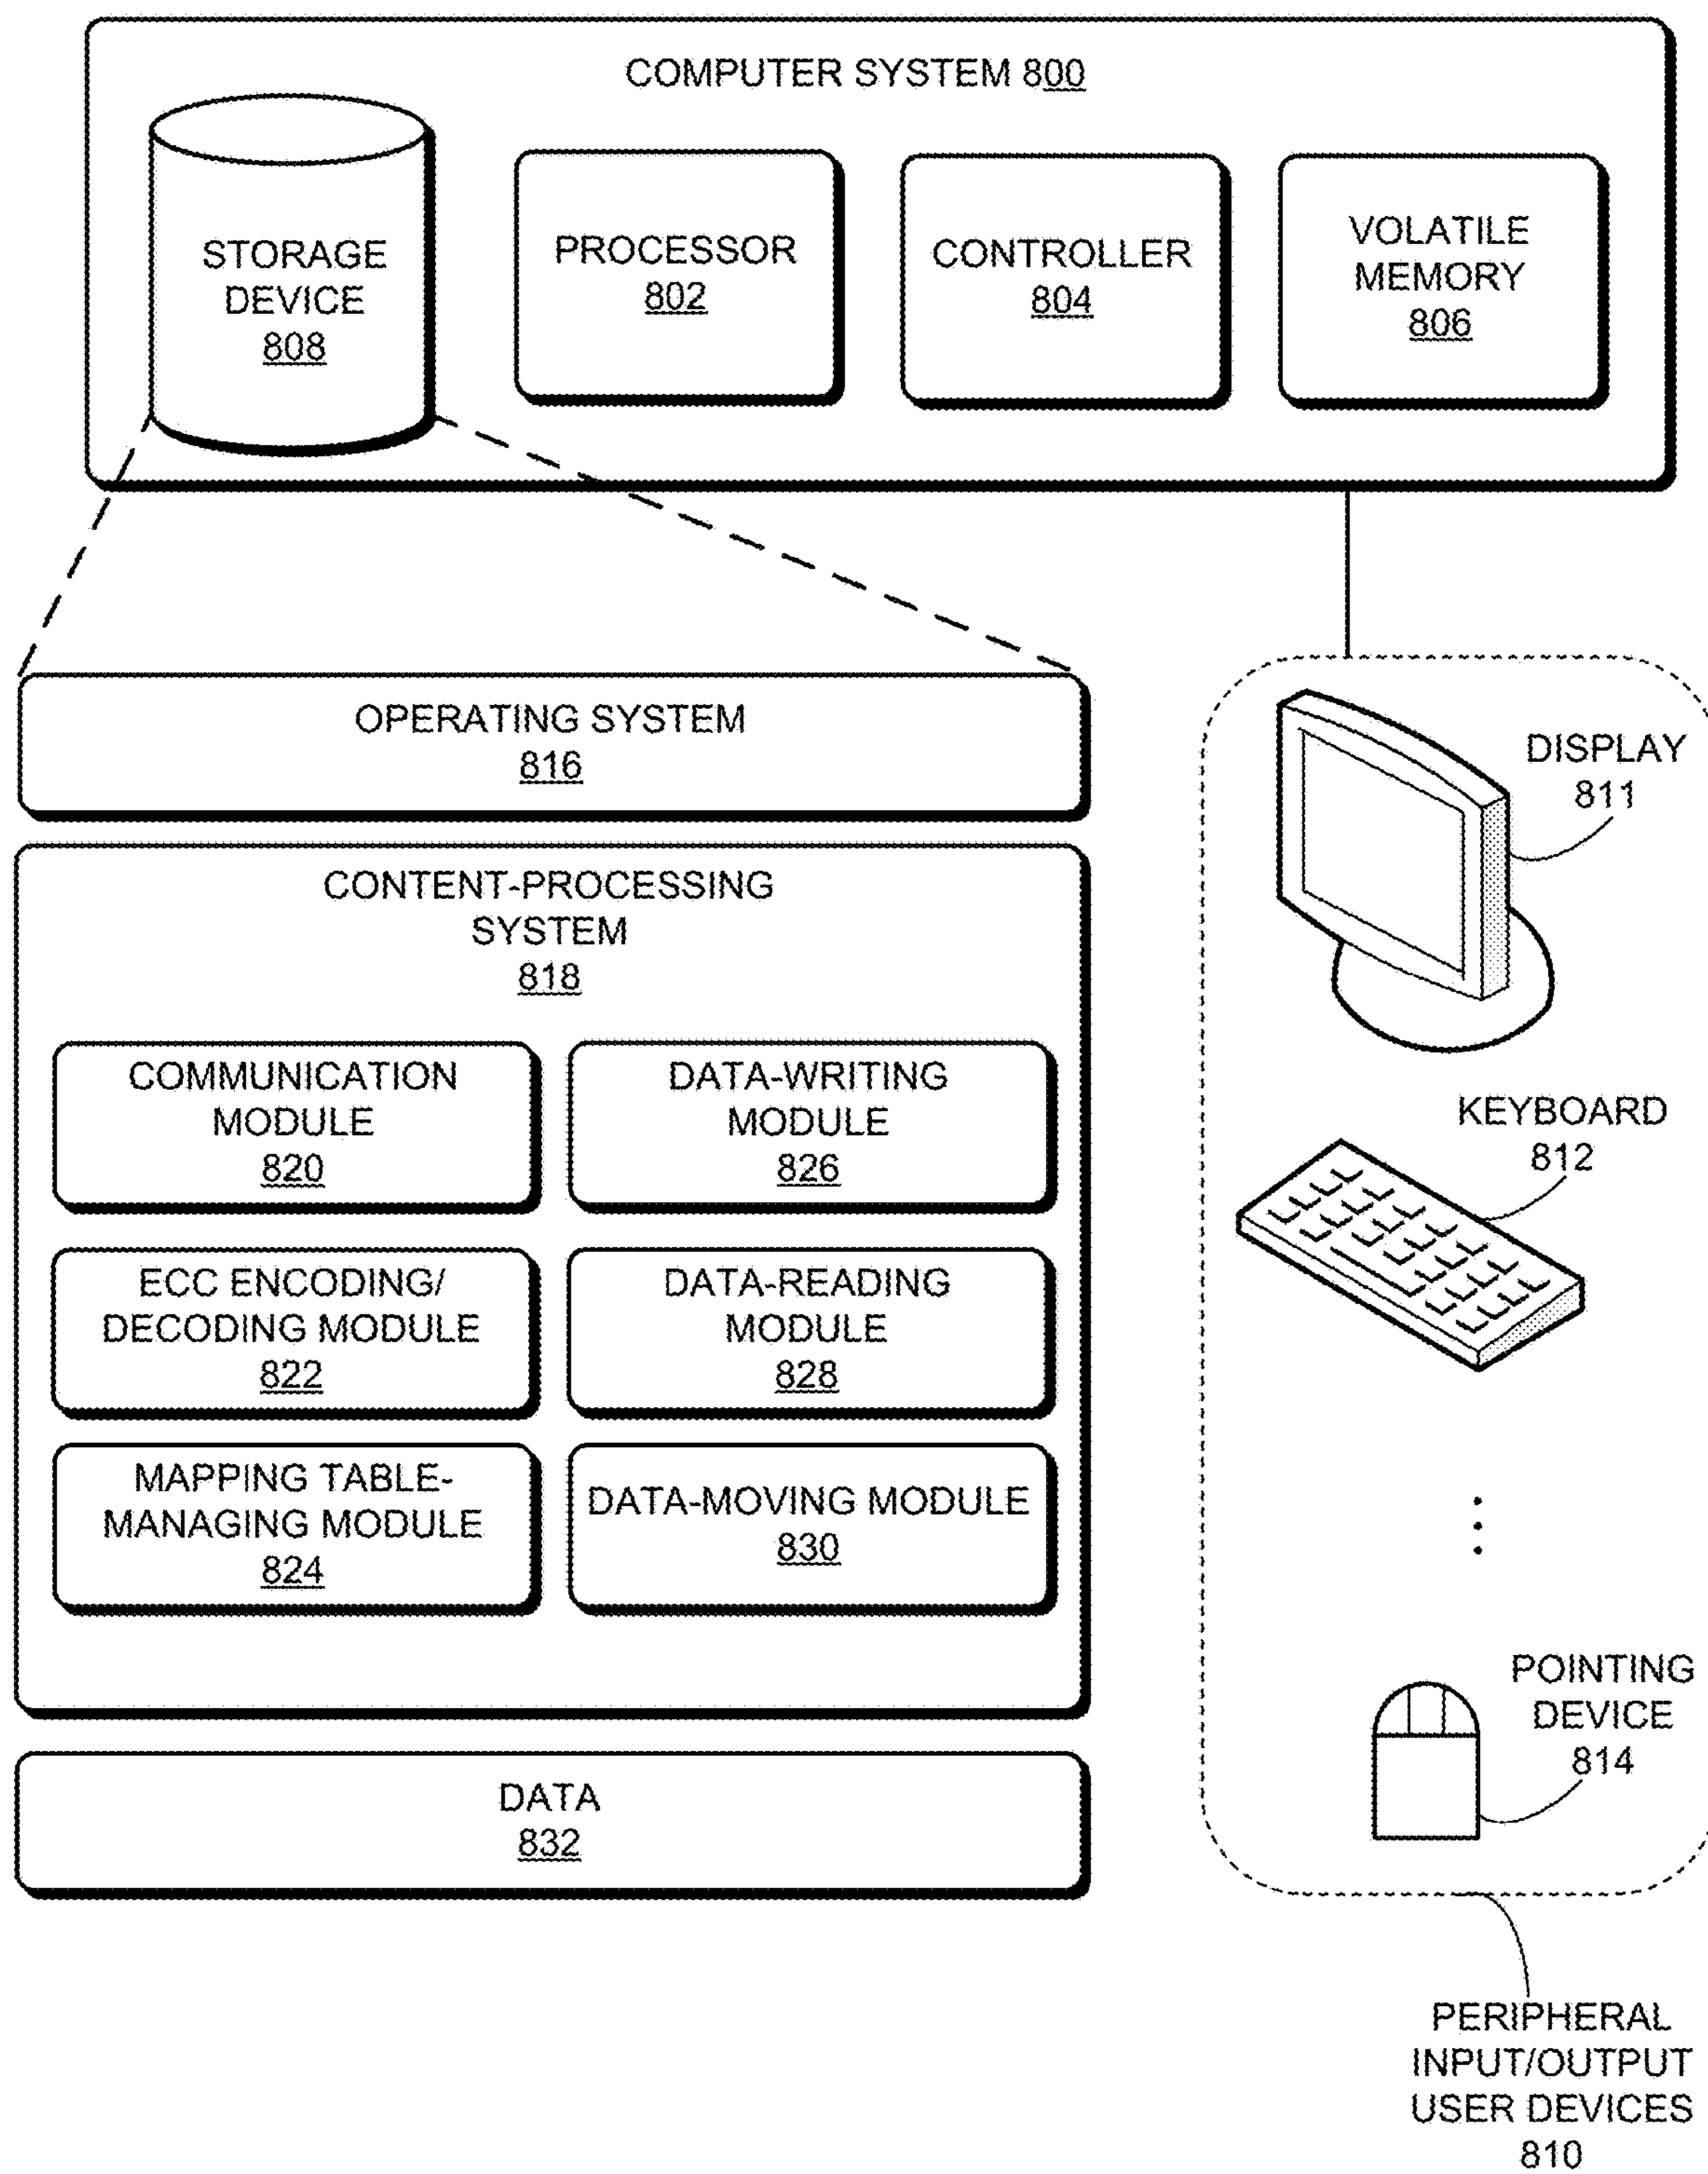 COMPUTER SYSTEM 800
STORAGE
DEVICE
808
PROCESSOR
802
CONTROLLER
804
VOLATILE
MEMORY
806
OPERATING SYSTEM
816
CONTENT-PROCESSING
SYSTEM
818
COMMUNICATION
MODULE
820
DATA-WRITING
MODULE
826
ECC ENCODING/
DECODING MODULE
822
DATA-READING
MODULE
828
MAPPING TABLE-
MANAGING MODULE
824
DATA-MOVING MODULE
830
DATA
832
DISPLAY
811
KEYBOARD
812
POINTING
DEVICE
814
PERIPHERAL
INPUT/OUTPUT
USER DEVICES
810